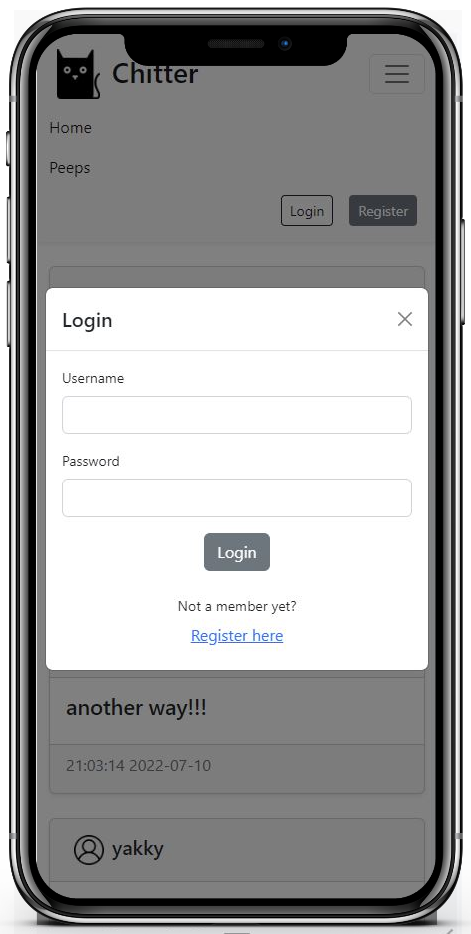 Chitter
Home
Peeps
Login Register
Login
Username
Password
Login
Not a member yet?
Register here
another way!!!
21:03:14 2022-07-10
yakky